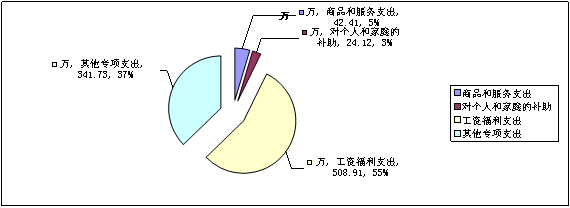 万
万, 商品和服务支出,
42.41, 5%
万, 对个人和家庭的
补助, 24.12, 3%
万, 其他专项支出,
341.73, 37%
万, 工资福利支出,
508.91, 55%
商品和服务支出
对个人和家庭的补助
工资福利支出
其他专项支出